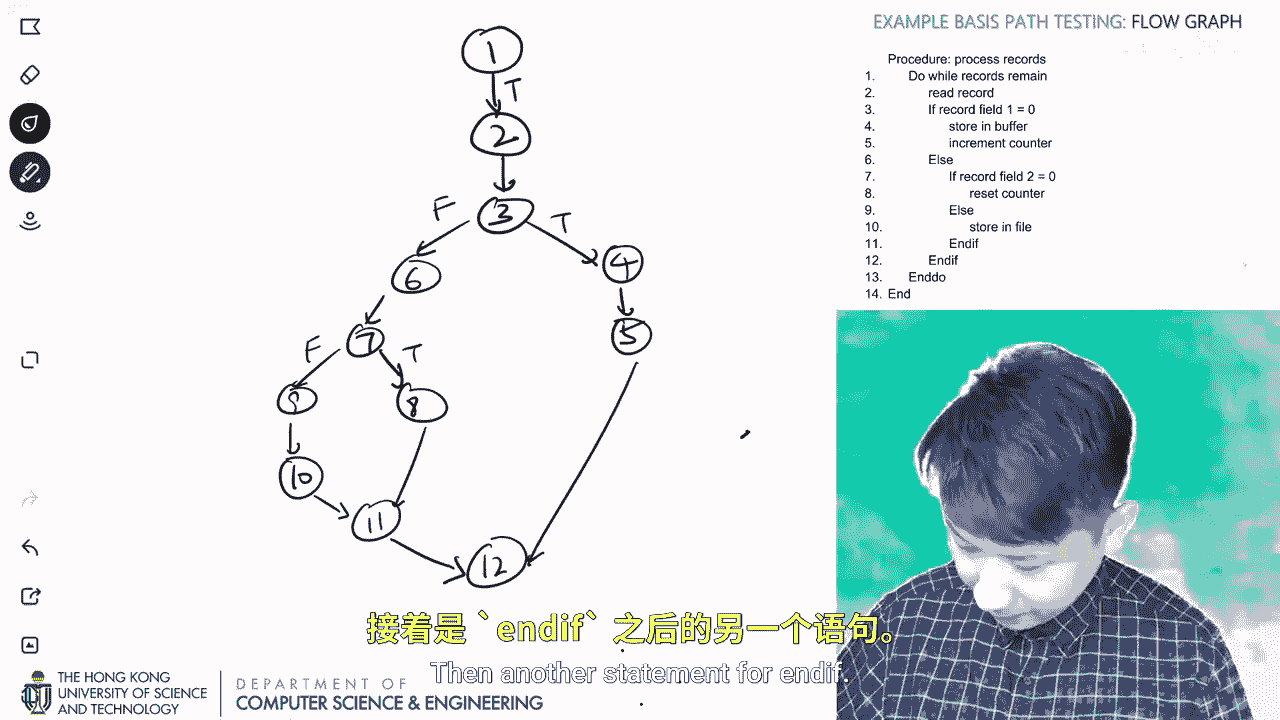 EXAMPLE BASIS PATH TESTING: FLOW GRAPH
Procedure: process records
1. Do while records remain
2. read record
3. If record field 1 = 0
4. store in buffer
5. increment counter
6. Else
7. If record field 2 = 0
8. reset counter
9. Else
10. store in file
11. Endif
12. Endif
13. Enddo
14. End
1
T
2
F
3
T
6
4
7
5
F
T
9
8
10
11
12
接着是 `endif` 之后的另一个语句。
Then another statement for endif.
THE HONG KONG
UNIVERSITY OF SCIENCE
AND TECHNOLOGY
DEPARTMENT OF
COMPUTER SCIENCE & ENGINEERING